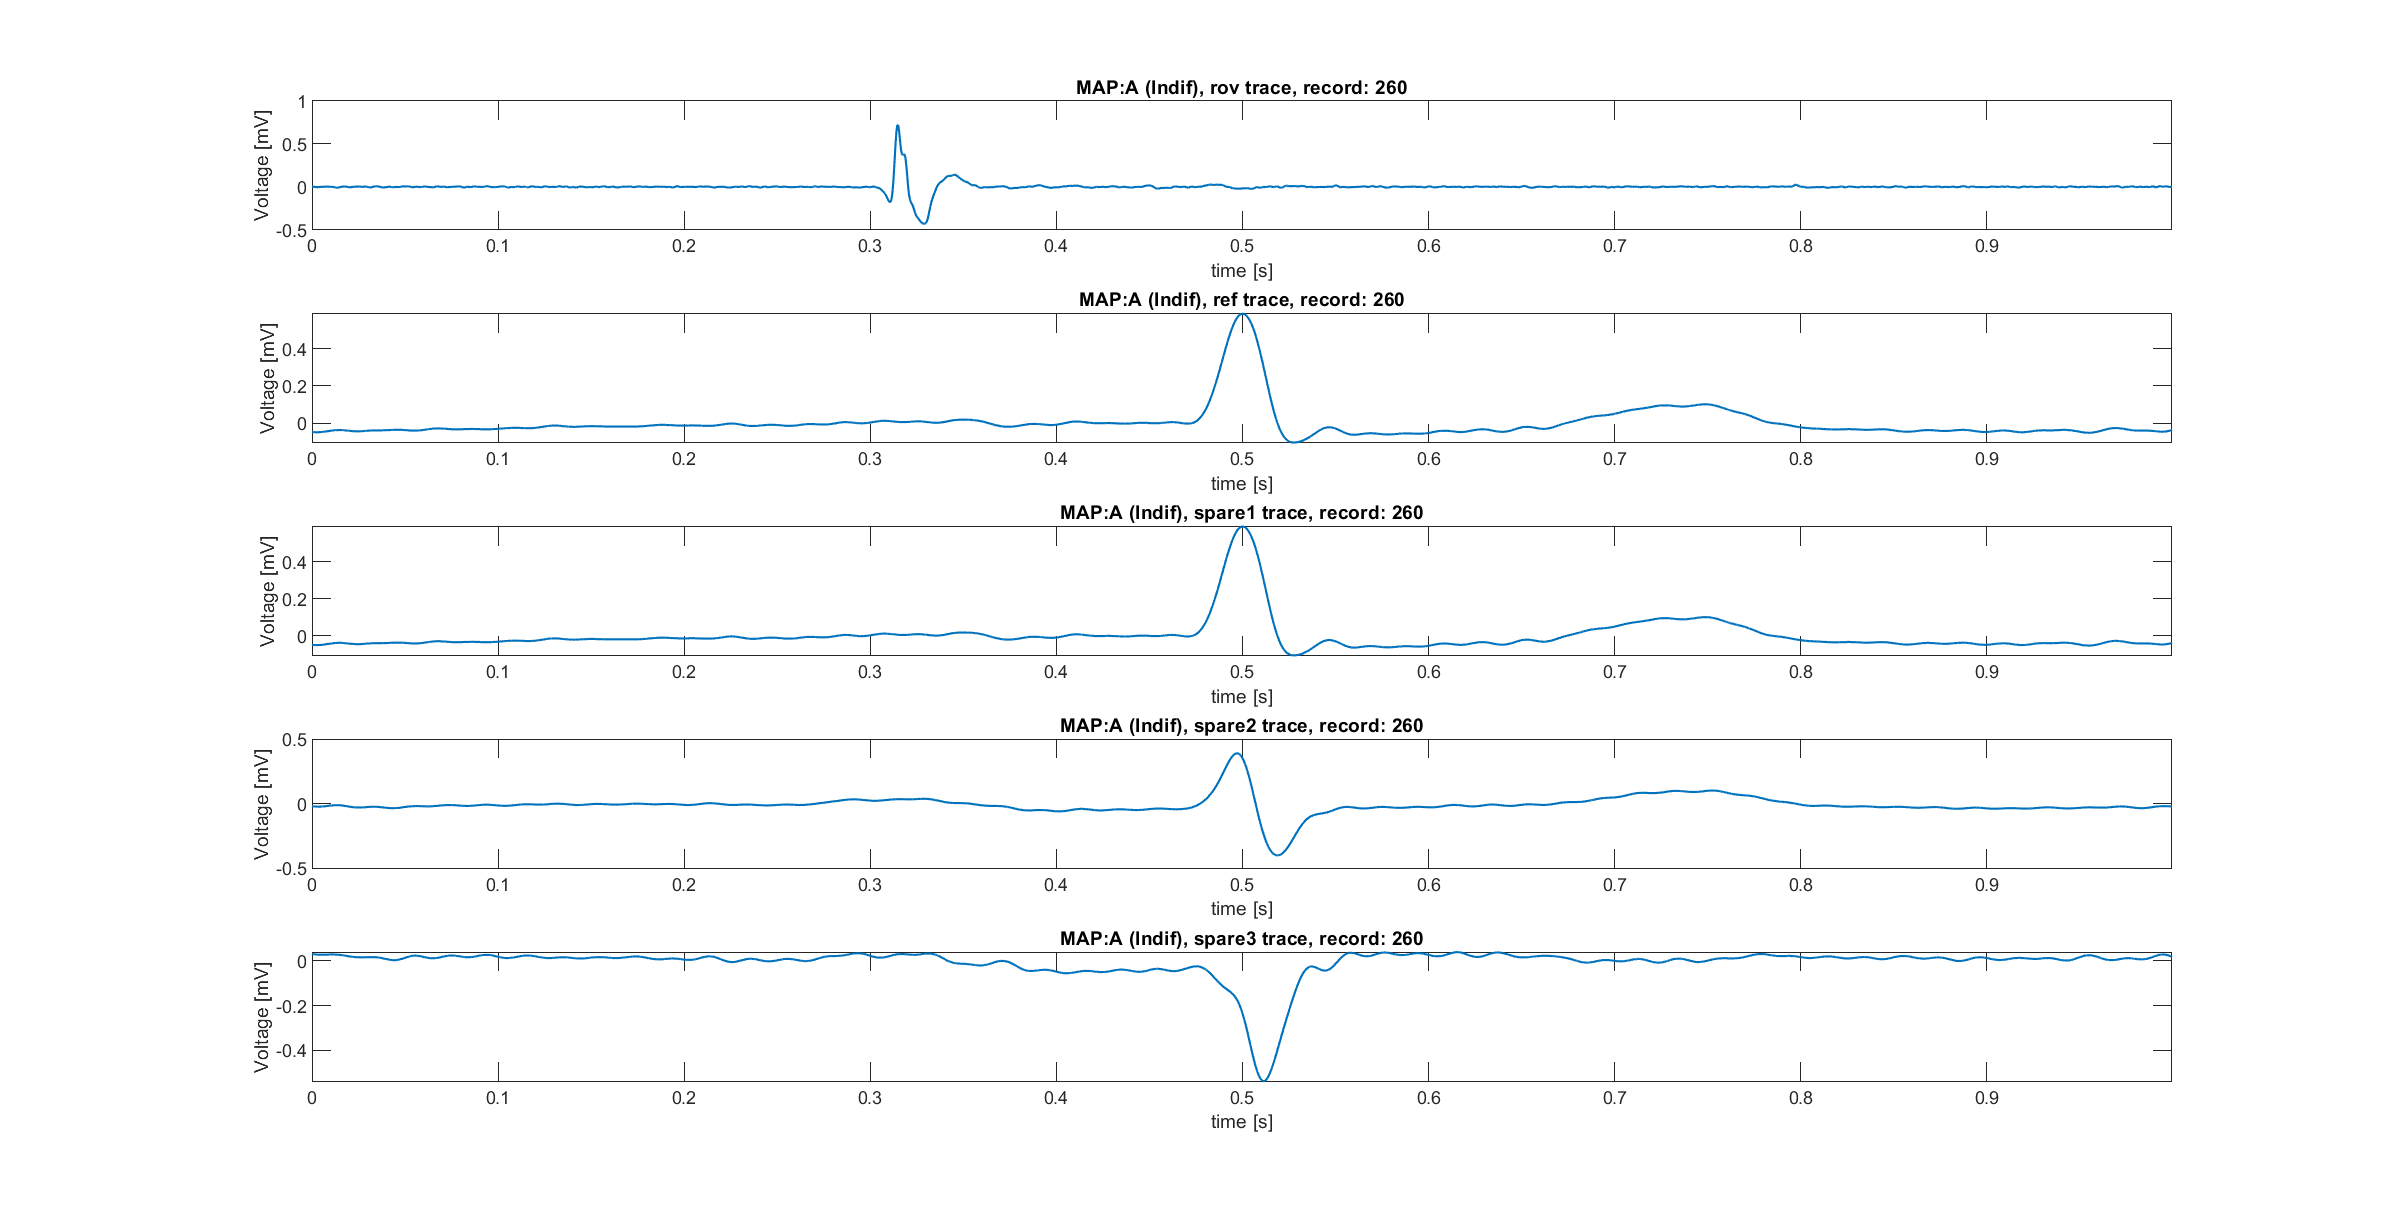 MAP:A (Indif), rov trace, record: 260
Voltage [mV]
1
0.5
0
-0.5
0 0.1 0.2 0.3 0.4 0.5 0.6 0.7 0.8 0.9
time [s]
MAP:A (Indif), ref trace, record: 260
Voltage [mV]
0.4
0.2
0
0 0.1 0.2 0.3 0.4 0.5 0.6 0.7 0.8 0.9
time [s]
MAP:A (Indif), spare1 trace, record: 260
Voltage [mV]
0.4
0.2
0
0 0.1 0.2 0.3 0.4 0.5 0.6 0.7 0.8 0.9
time [s]
MAP:A (Indif), spare2 trace, record: 260
Voltage [mV]
0.5
0
-0.5
0 0.1 0.2 0.3 0.4 0.5 0.6 0.7 0.8 0.9
time [s]
MAP:A (Indif), spare3 trace, record: 260
Voltage [mV]
0
-0.2
-0.4
0 0.1 0.2 0.3 0.4 0.5 0.6 0.7 0.8 0.9
time [s]